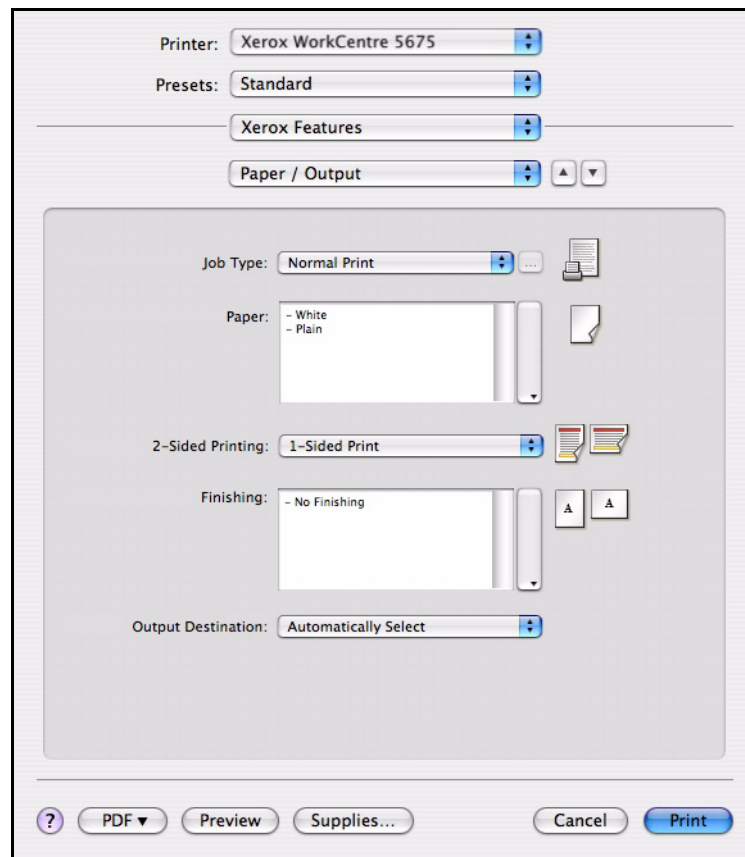 Printer: Xerox WorkCentre 5675
Presets: Standard
Xerox Features
Paper / Output
Job Type: Normal Print ...
Paper: - White
- Plain
2-Sided Printing: 1-Sided Print
Finishing: - No Finishing
A A
Output Destination: Automatically Select
? PDF ▼ Preview Supplies... Cancel Print